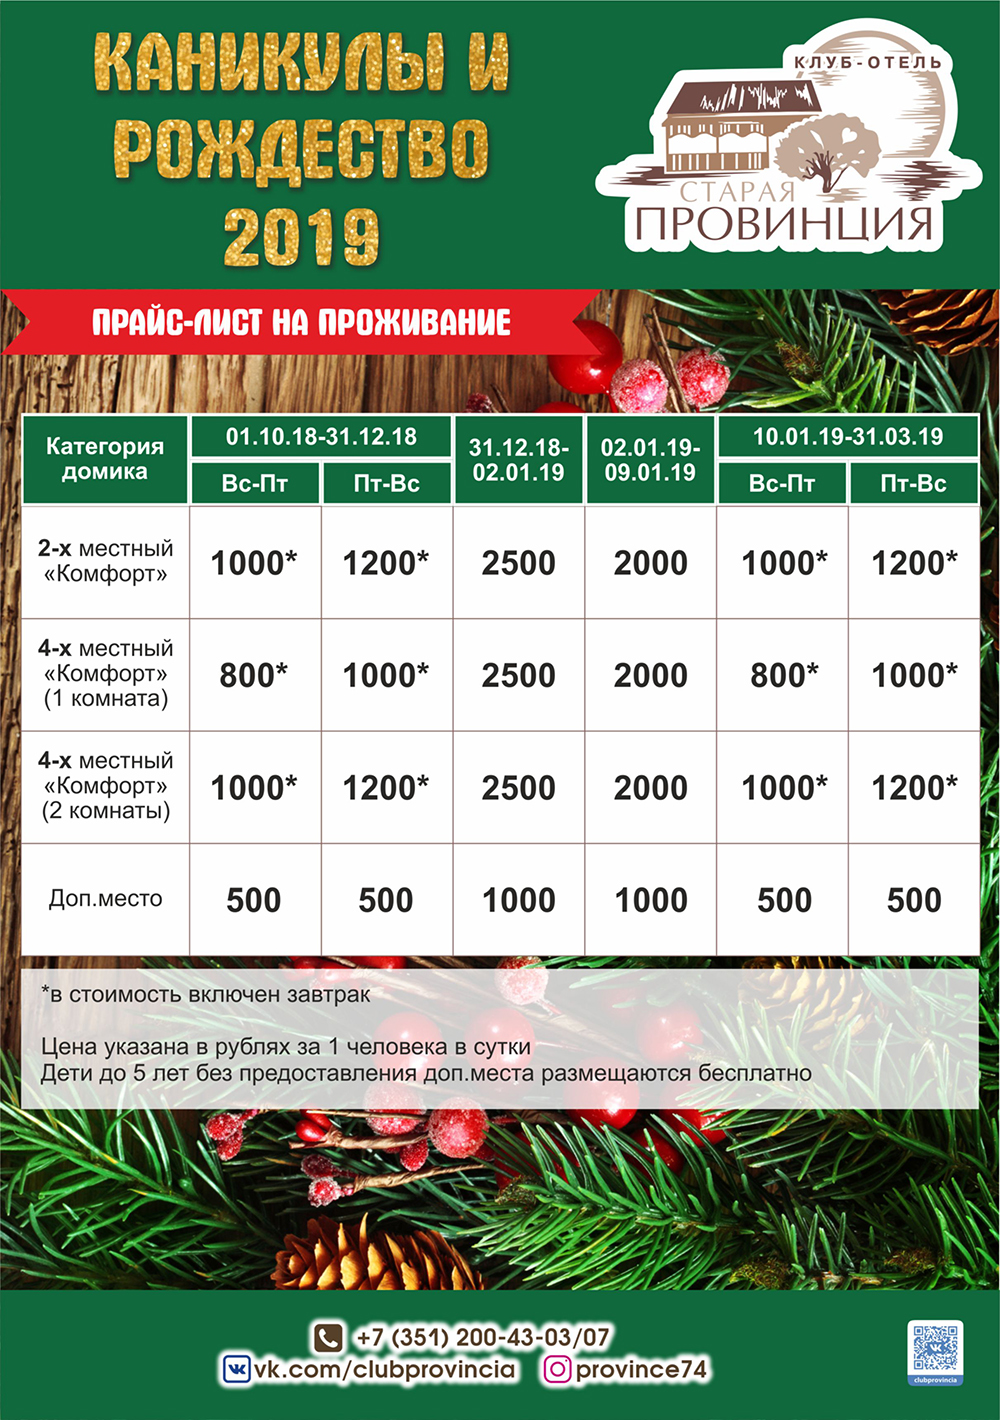 КАНИКУЛЫ И
РОЖДЕСТВО
2019
КЛУБ-ОТЕЛЬ
СТАРАЯ
ПРОВИНЦИЯ
ПРАЙС-ЛИСТ НА ПРОЖИВАНИЕ
Категория
домика
01.10.18-31.12.18
Вс-Пт Пт-Вс
31.12.18-
02.01.19
02.01.19-
09.01.19
10.01.19-31.03.19
Вс-Пт Пт-Вс
2-х местный
«Комфорт»
1000* 1200* 2500 2000 1000* 1200*
4-х местный
«Комфорт»
(1 комната)
800* 1000* 2500 2000 800* 1000*
4-х местный
«Комфорт»
(2 комнаты)
1000* 1200* 2500 2000 1000* 1200*
Доп.место 500 500 1000 1000 500 500
*в стоимость включен завтрак
Цена указана в рублях за 1 человека в сутки
Дети до 5 лет без предоставления доп.места размещаются бесплатно
+7 (351) 200-43-03/07
vk.com/clubprovincia province74
clubprovincia